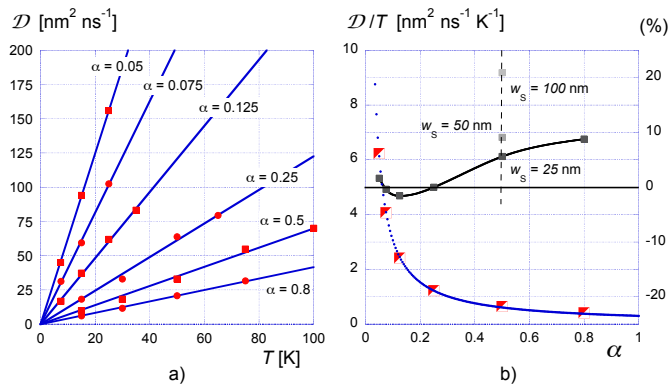 𝒟 [nm² ns⁻¹]
200
175
150
125
100
75
50
25
0
α = 0.05
α = 0.075
α = 0.125
α = 0.25
α = 0.5
α = 0.8
T [K]
0 20 40 60 80 100
a)
𝒟/T [nm² ns⁻¹ K⁻¹] (%)
10
8
6
4
2
0
20
10
0
-10
-20
w_S = 100 nm
w_S = 50 nm
w_S = 25 nm
0 0.2 0.4 0.6 0.8 1
b) α